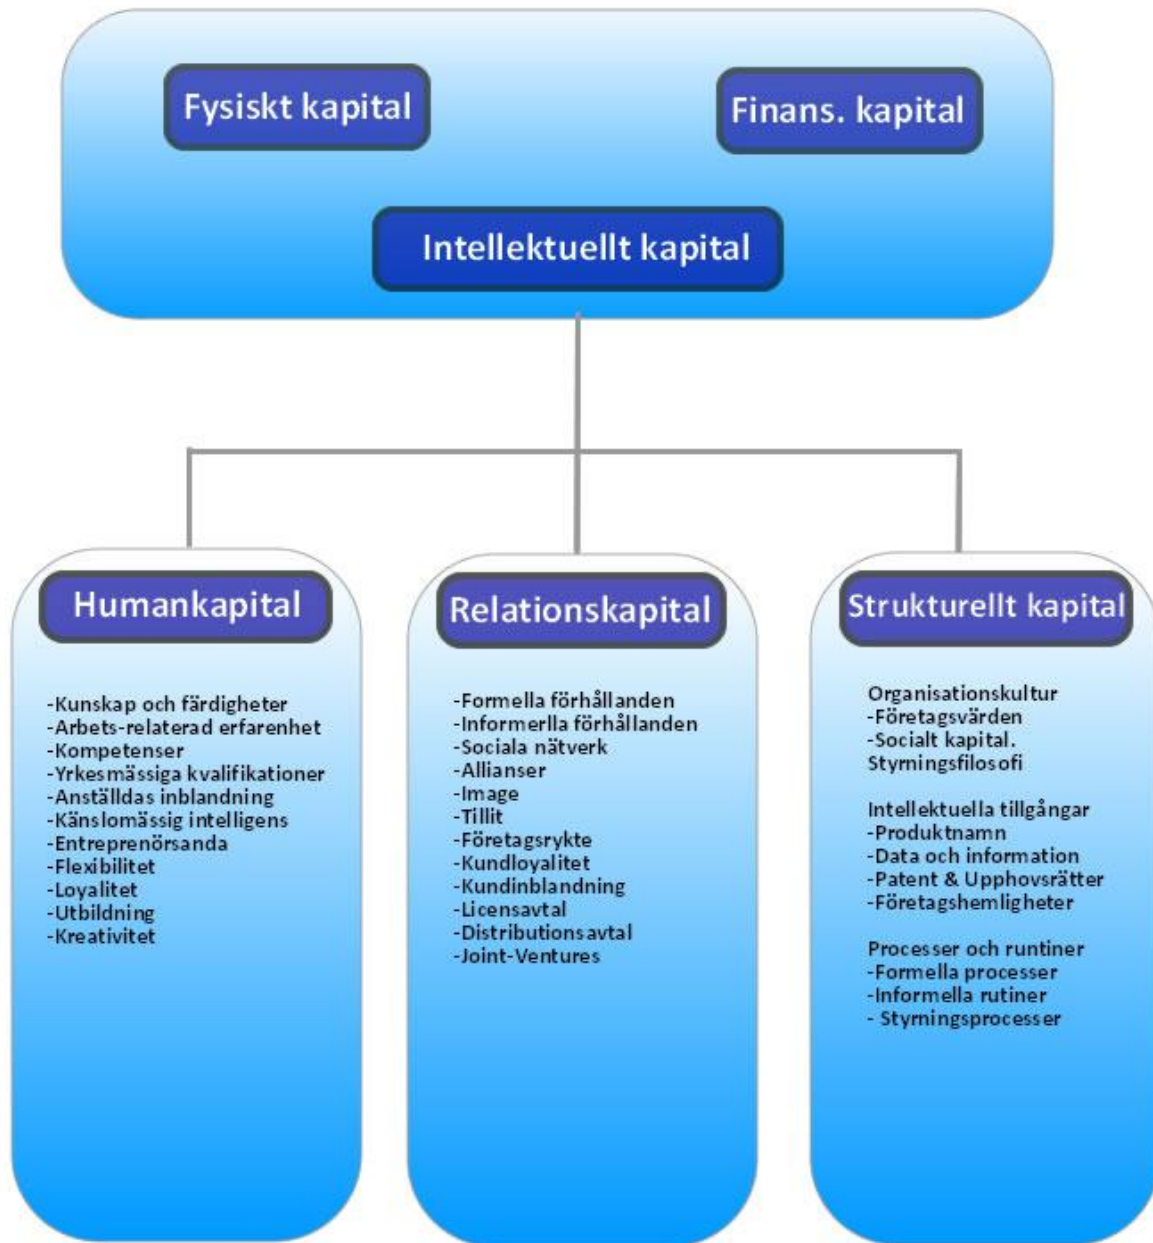 Fysiskt kapital
Finans. kapital
Intellektuellt kapital
Humankapital
-Kunskap och färdigheter
-Arbets-relaterad erfarenhet
-Kompetenser
-Yrkesmässiga kvalifikationer
-Anställdas inblandning
-Känslomässig intelligens
-Entreprenörsanda
-Flexibilitet
-Loyalitet
-Utbildning
-Kreativitet
Relationskapital
-Formella förhållanden
-Informerlla förhållanden
-Sociala nätverk
-Allianser
-Image
-Tillit
-Företagsrykte
-Kundloyalitet
-Kundinblandning
-Licensavtal
-Distributionsavtal
-Joint-Ventures
Strukturellt kapital
Organisationskultur
-Företagsvärden
-Socialt kapital.
Styrningsfilosofi
Intellektuella tillgångar
-Produktnamn
-Data och information
-Patent & Upphovsrätter
-Företagshemligheter
Processer och runtiner
-Formella processer
-Informella rutiner
- Styrningsprocesser